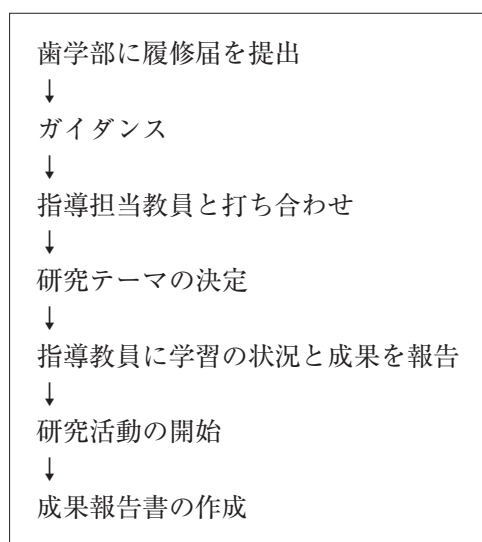 歯学部に履修届を提出
↓
ガイダンス
↓
指導担当教員と打ち合わせ
↓
研究テーマの決定
↓
指導教員に学習の状況と成果を報告
↓
研究活動の開始
↓
成果報告書の作成